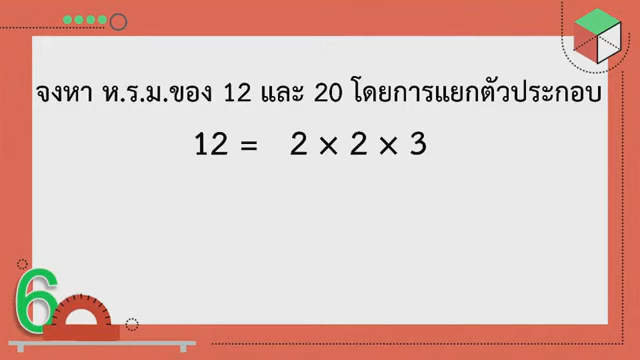 จงหา ห.ร.ม.ของ 12 และ 20 โดยการแยกตัวประกอบ
12 = 2 × 2 × 3
6